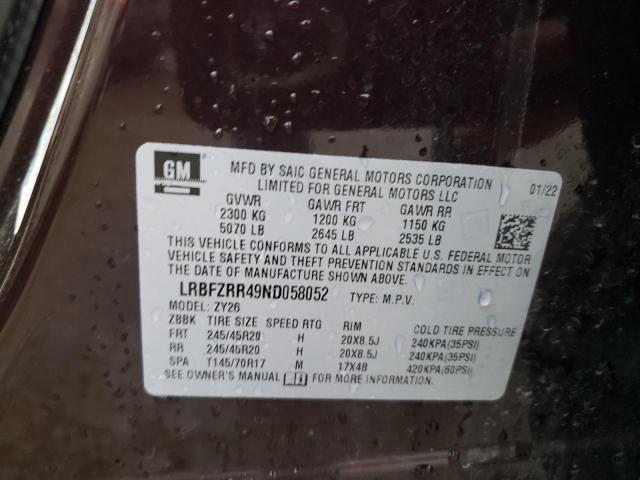 GM
MFD BY SAIC GENERAL MOTORS CORPORATION
LIMITED FOR GENERAL MOTORS LLC
01/22
GVWR GAWR FRT GAWR RR
2300 KG 1200 KG 1150 KG
5070 LB 2645 LB 2535 LB
THIS VEHICLE CONFORMS TO ALL APPLICABLE U.S. FEDERAL MOTOR
VEHICLE SAFETY AND THEFT PREVENTION STANDARDS IN EFFECT ON
THE DATE OF MANUFACTURE SHOWN ABOVE.
LRBFZRR49ND058052 TYPE: M.P.V.
MODEL: ZY26
ZBBK TIRE SIZE SPEED RTG RIM COLD TIRE PRESSURE
FRT 245/45R20 H 20X8.5J 240KPA(35PSI)
RR 245/45R20 H 20X8.5J 240KPA(35PSI)
SPA T145/70R17 M 17X4B 420KPA(60PSI)
SEE OWNER'S MANUAL FOR MORE INFORMATION.